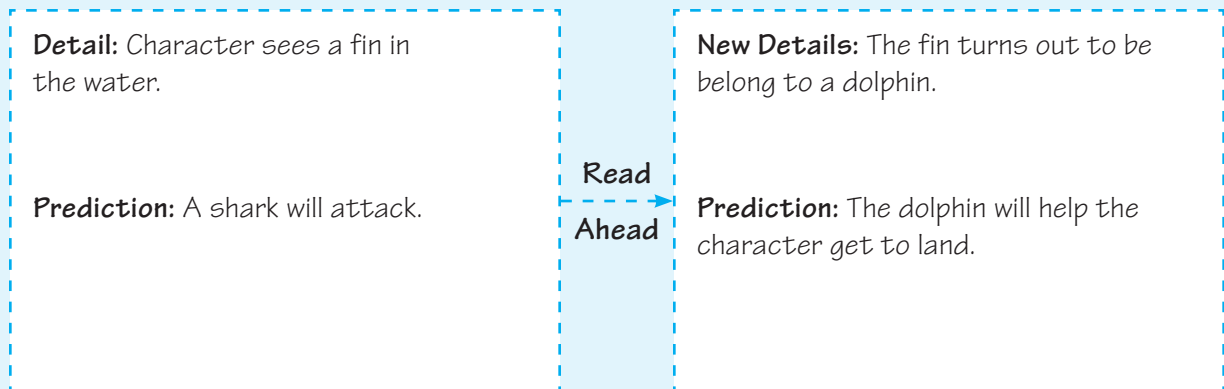 Detail: Character sees a fin in
the water.
Prediction: A shark will attack.
Read
Ahead
New Details: The fin turns out to be
belong to a dolphin.
Prediction: The dolphin will help the
character get to land.